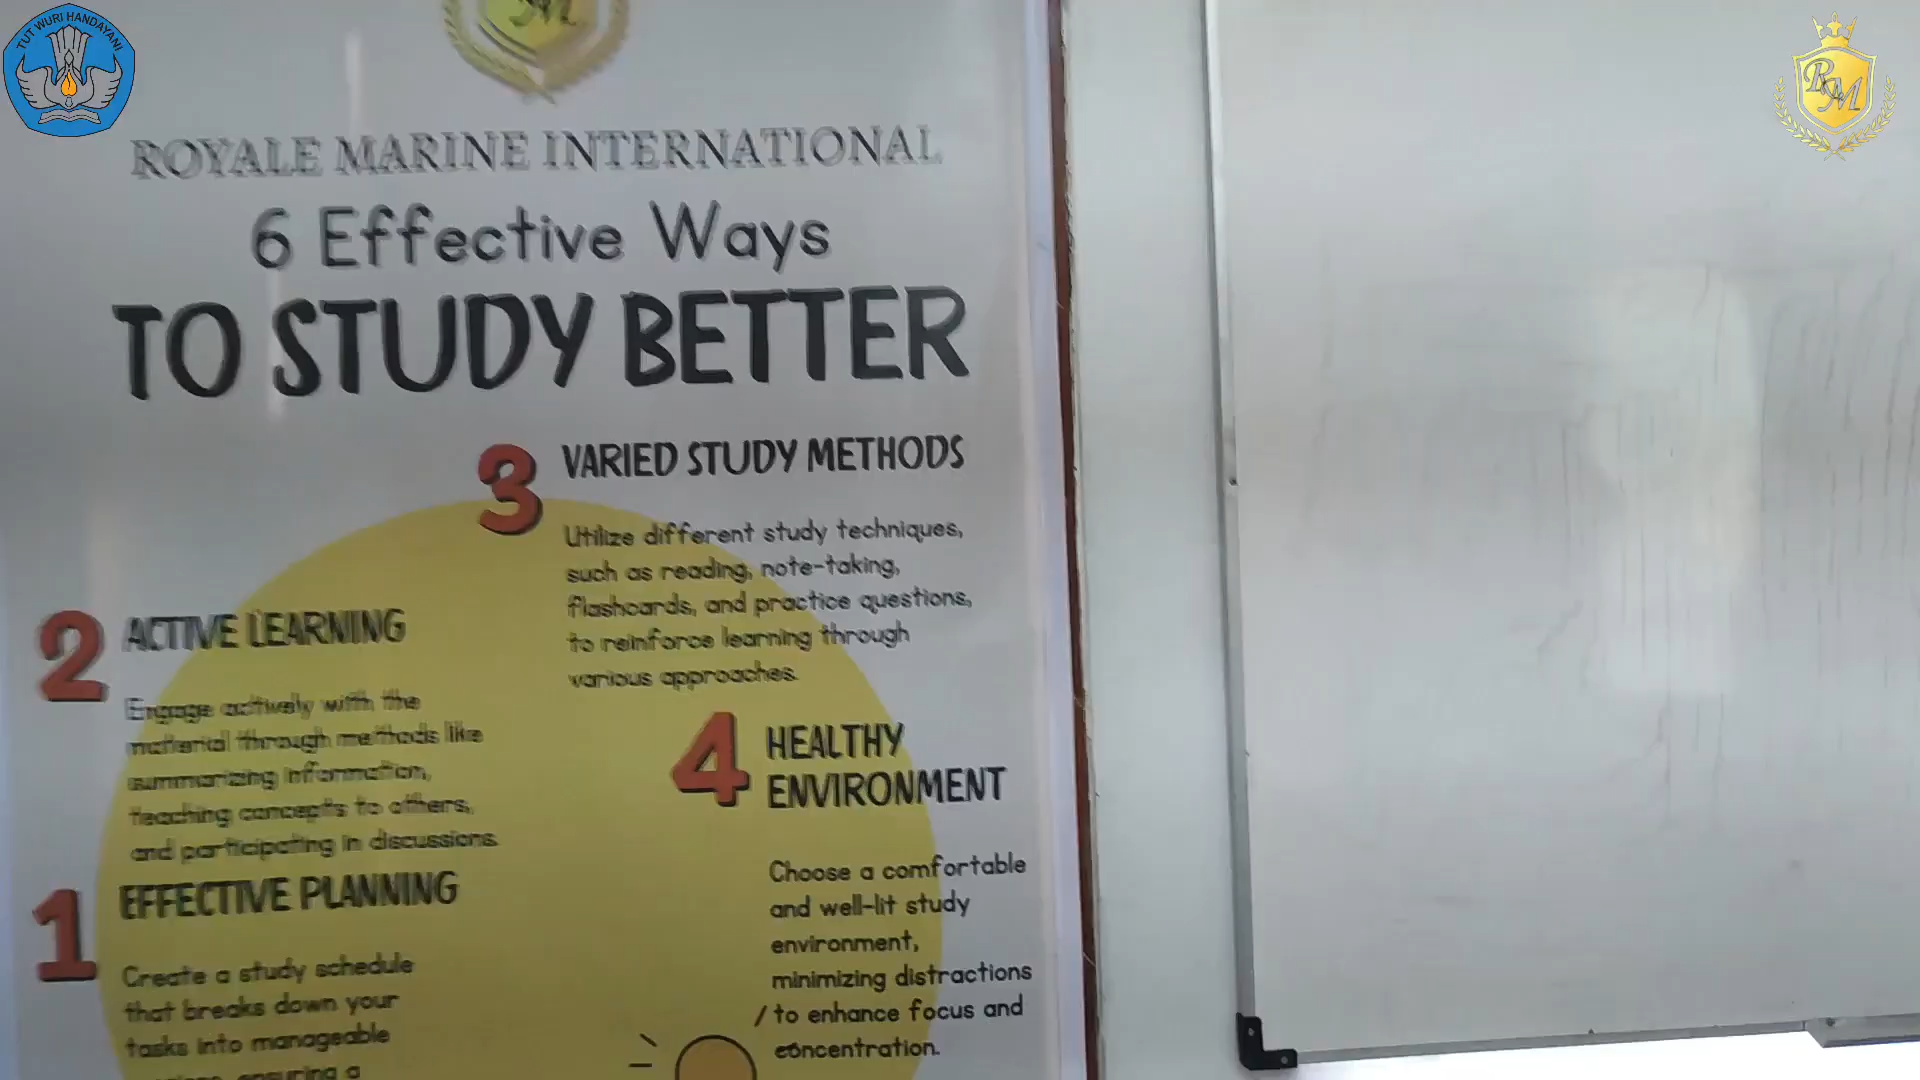 TUT WURI HANDAYANI
RM
ROYALE MARINE INTERNATIONAL
6 Effective Ways
TO STUDY BETTER
3 VARIED STUDY METHODS
Utilize different study techniques,
such as reading, note-taking,
flashcards, and practice questions,
to reinforce learning through
various approaches.
2 ACTIVE LEARNING
Engage actively with the
material through methods like
summarizing information,
teaching concepts to others,
and participating in discussions.
4 HEALTHY
ENVIRONMENT
Choose a comfortable
and well-lit study
environment,
minimizing distractions
to enhance focus and
concentration.
1 EFFECTIVE PLANNING
Create a study schedule
that breaks down your
tasks into manageable
ensuring a